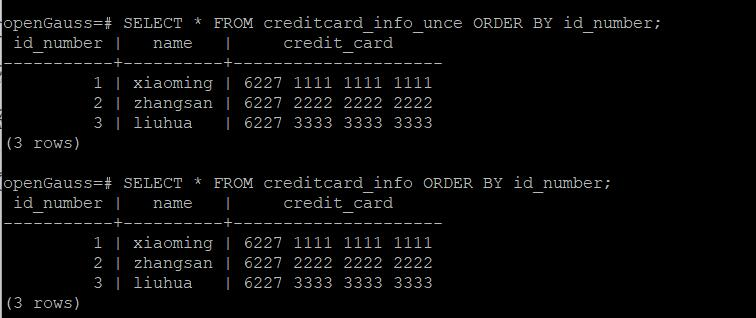 openGauss=# SELECT * FROM creditcard_info_unce ORDER BY id_number;
 id_number |   name   |     credit_card
-----------+----------+---------------------
         1 | xiaoming | 6227 1111 1111 1111
         2 | zhangsan | 6227 2222 2222 2222
         3 | liuhua   | 6227 3333 3333 3333
(3 rows)
openGauss=# SELECT * FROM creditcard_info ORDER BY id_number;
 id_number |   name   |     credit_card
-----------+----------+---------------------
         1 | xiaoming | 6227 1111 1111 1111
         2 | zhangsan | 6227 2222 2222 2222
         3 | liuhua   | 6227 3333 3333 3333
(3 rows)